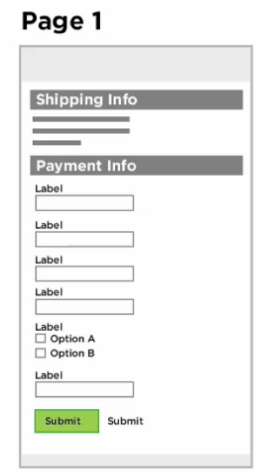 Page 1
Shipping Info
Payment Info
Label
Label
Label
Label
Label
Option A
Option B
Label
Submit Submit